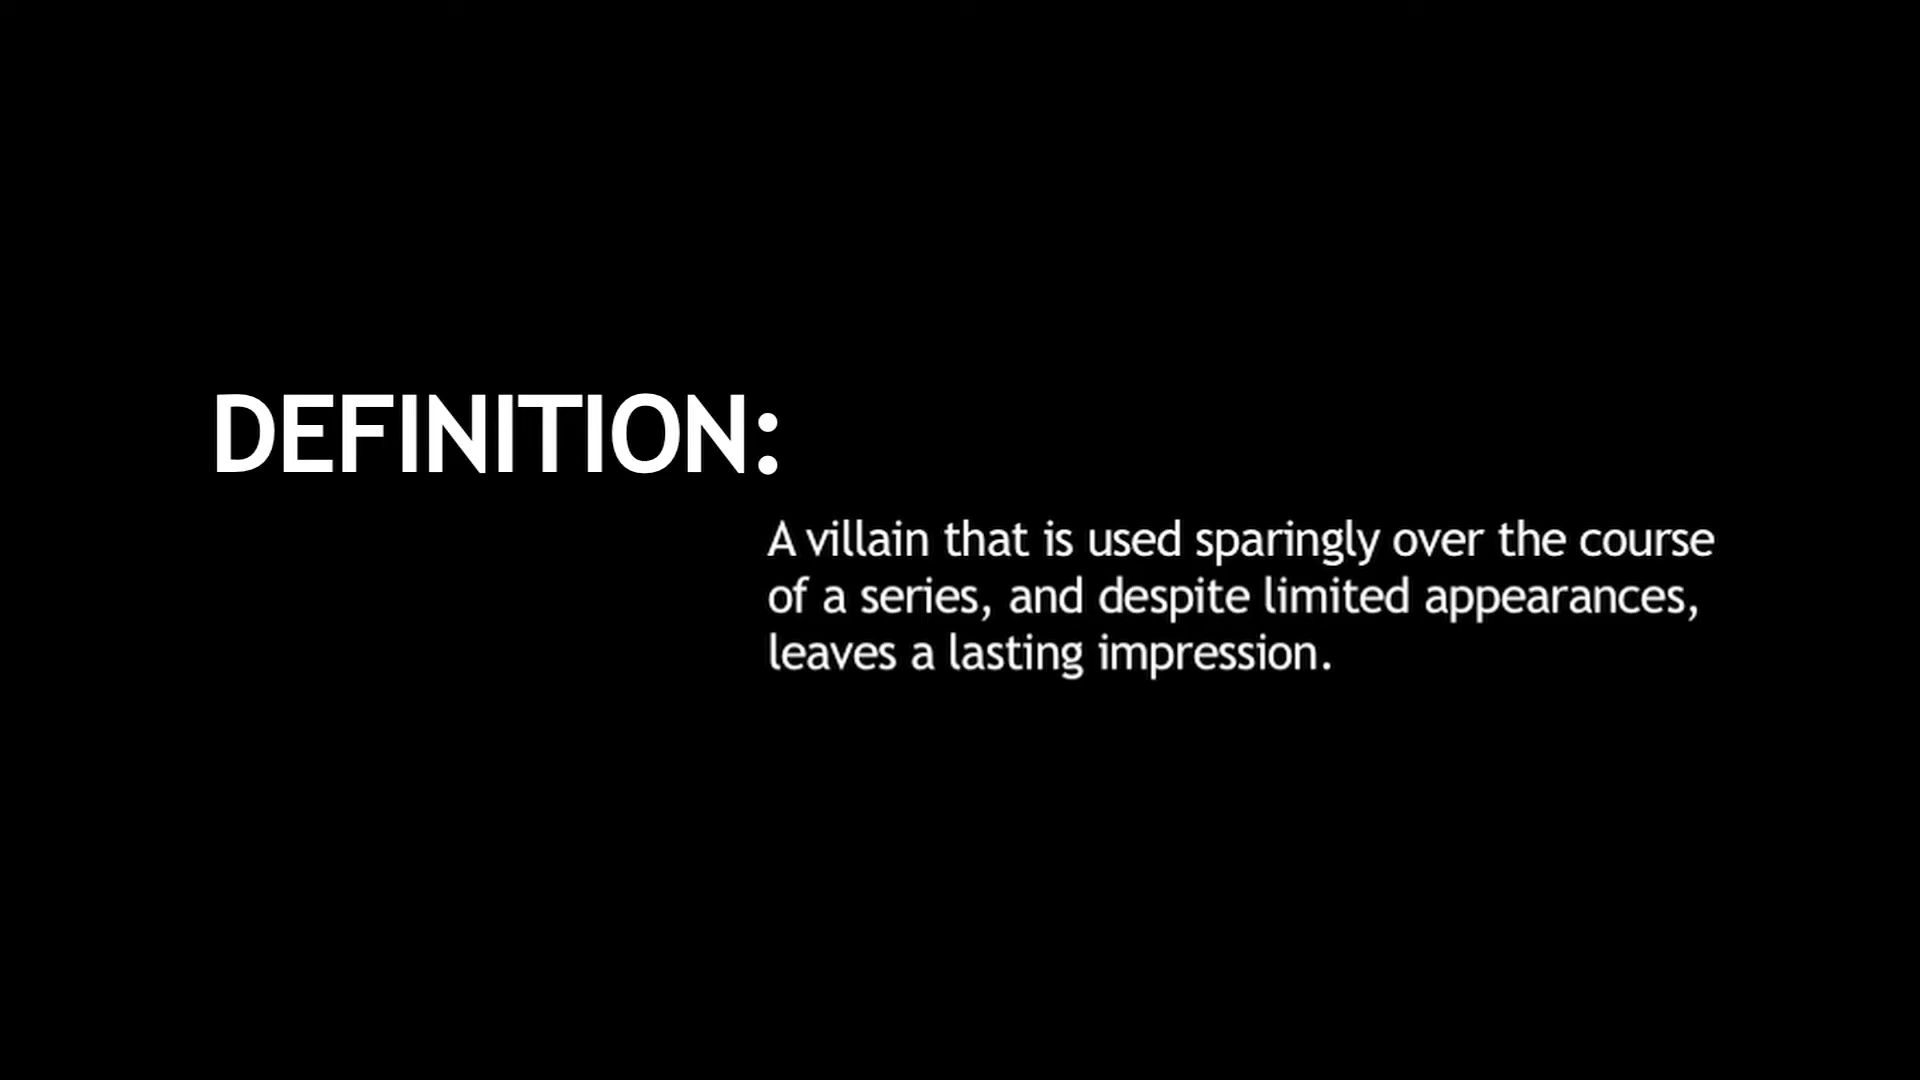 DEFINITION:
A villain that is used sparingly over the course
of a series, and despite limited appearances,
leaves a lasting impression.